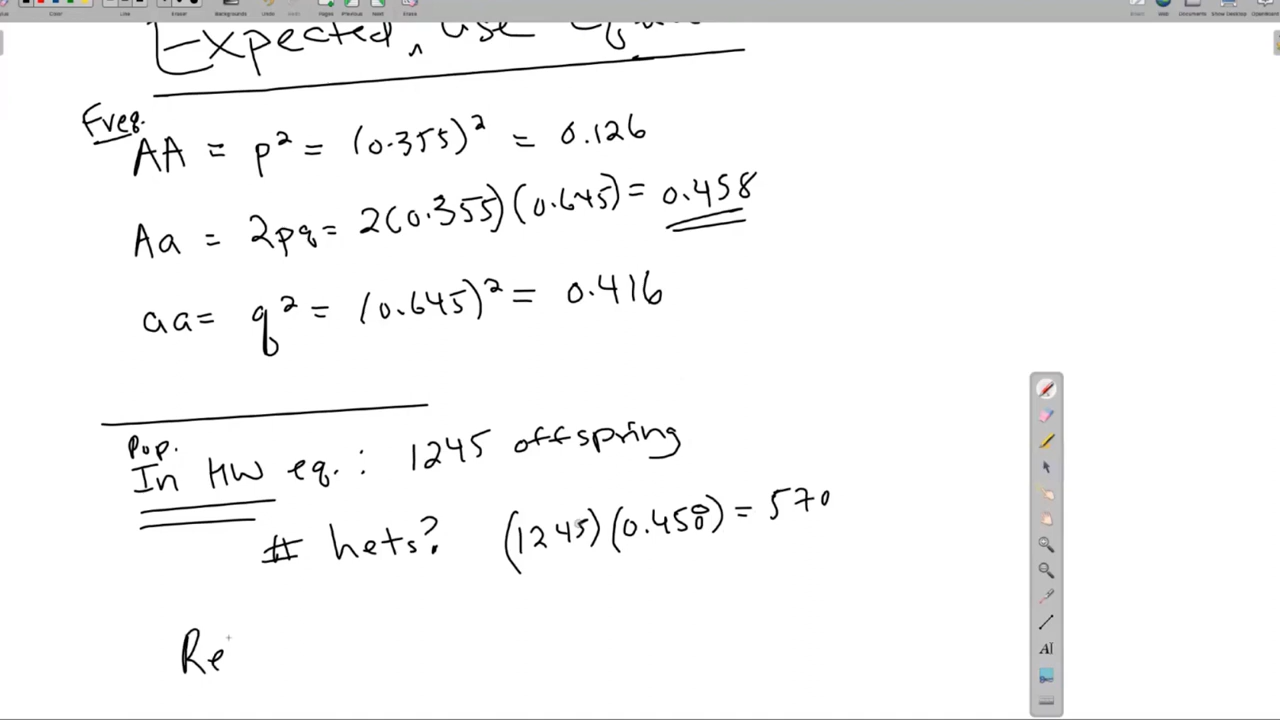 Expected, use
Freq.
AA = p² = (0.355)² = 0.126
Aa = 2pq = 2(0.355)(0.645) = 0.458
aa = q² = (0.645)² = 0.416
Pop.
In HW eq. : 1245 offspring
# hets? (1245)(0.458) = 570
Re